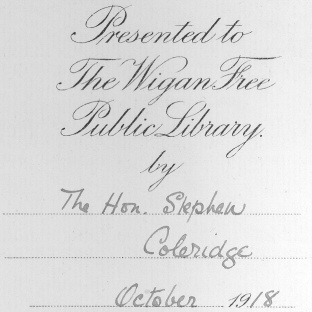 Presented to
The Wigan Free
Public Library.
by
The Hon. Stephen
Coleridge
October 1918